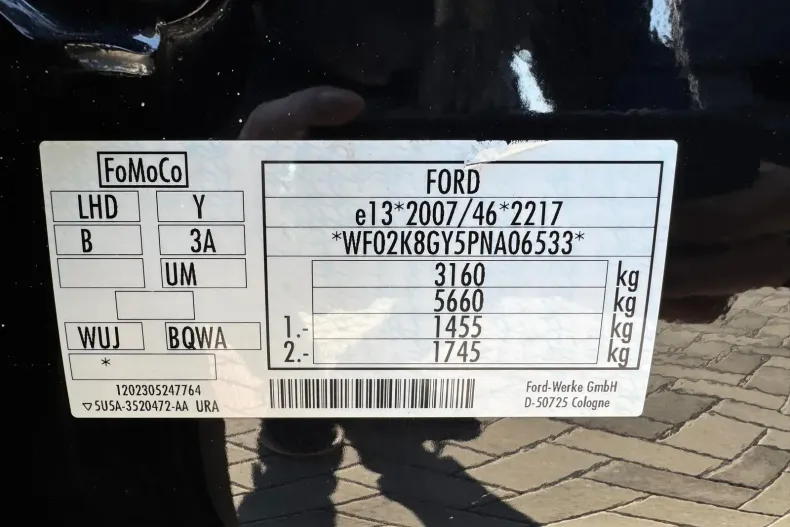 FoMoCo
LHD Y
B 3A
UM
WUJ BQWA
*
1202305247764
▽5U5A-3520472-AA URA
FORD
e13*2007/46*2217
*WF02K8GY5PNA06533*
3160 kg
5660 kg
1.- 1455 kg
2.- 1745 kg
Ford-Werke GmbH
D-50725 Cologne